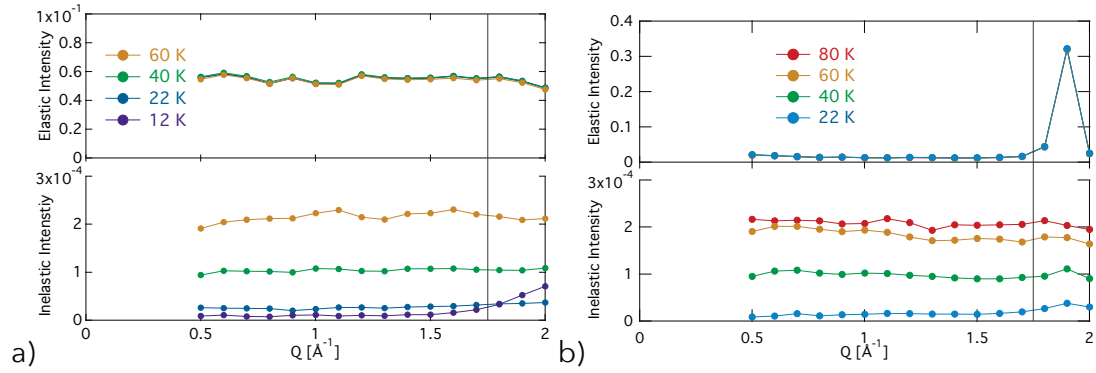 1x10⁻¹
0.8
0.6
0.4
0.2
0
Elastic Intensity
60 K
40 K
22 K
12 K
3x10⁻⁴
2
1
0
Inelastic Intensity
0
0.5
1
1.5
2
Q [Å⁻¹]
a)
0.4
0.3
0.2
0.1
0
Elastic Intensity
80 K
60 K
40 K
22 K
3x10⁻⁴
2
1
0
Inelastic Intensity
0
0.5
1
1.5
2
Q [Å⁻¹]
b)